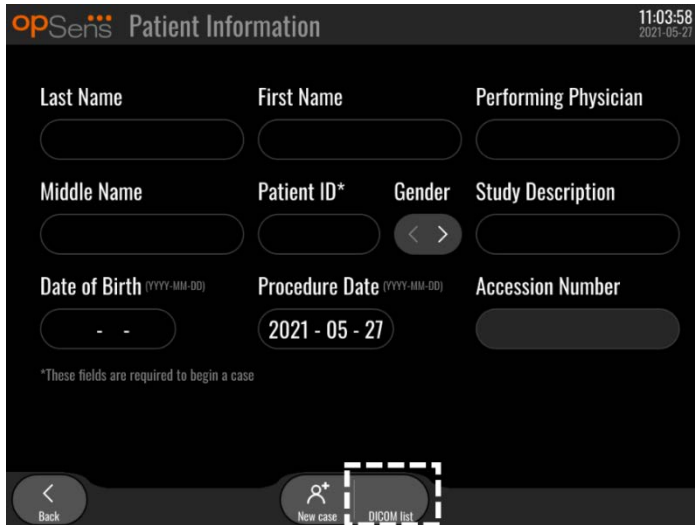 opSens Patient Information 11:03:58
2021-05-27
Last Name First Name Performing Physician
Middle Name Patient ID* Gender Study Description
< >
Date of Birth (YYYY-MM-DD) Procedure Date (YYYY-MM-DD) Accession Number
- - 2021 - 05 - 27
*These fields are required to begin a case
Back New case DICOM list